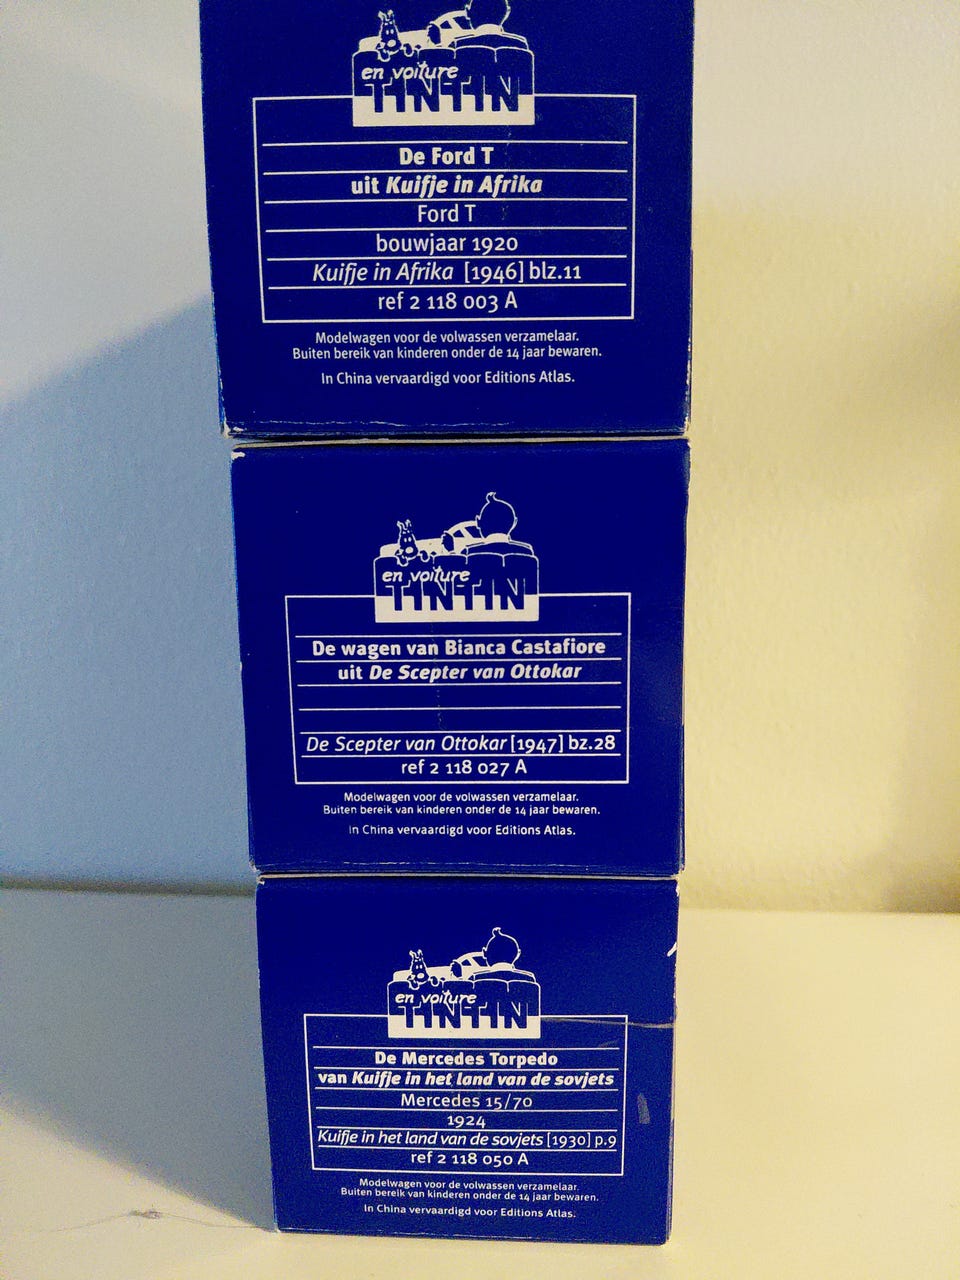 en voiture
TINTIN
De Ford T
uit Kuifje in Afrika
Ford T
bouwjaar 1920
Kuifje in Afrika [1946] blz.11
ref 2 118 003 A
Modelwagen voor de volwassen verzamelaar.
Buiten bereik van kinderen onder de 14 jaar bewaren.
In China vervaardigd voor Editions Atlas.
en voiture
TINTIN
De wagen van Bianca Castafiore
uit De Scepter van Ottokar
De Scepter van Ottokar [1947] bz.28
ref 2 118 027 A
Modelwagen voor de volwassen verzamelaar.
Buiten bereik van kinderen onder de 14 jaar bewaren.
In China vervaardigd voor Editions Atlas.
en voiture
TINTIN
De Mercedes Torpedo
van Kuifje in het land van de sovjets
Mercedes 15/70
1924
Kuifje in het land van de sovjets [1930] p.9
ref 2 118 050 A
Modelwagen voor de volwassen verzamelaar.
Buiten bereik van kinderen onder de 14 jaar bewaren.
In China vervaardigd voor Editions Atlas.